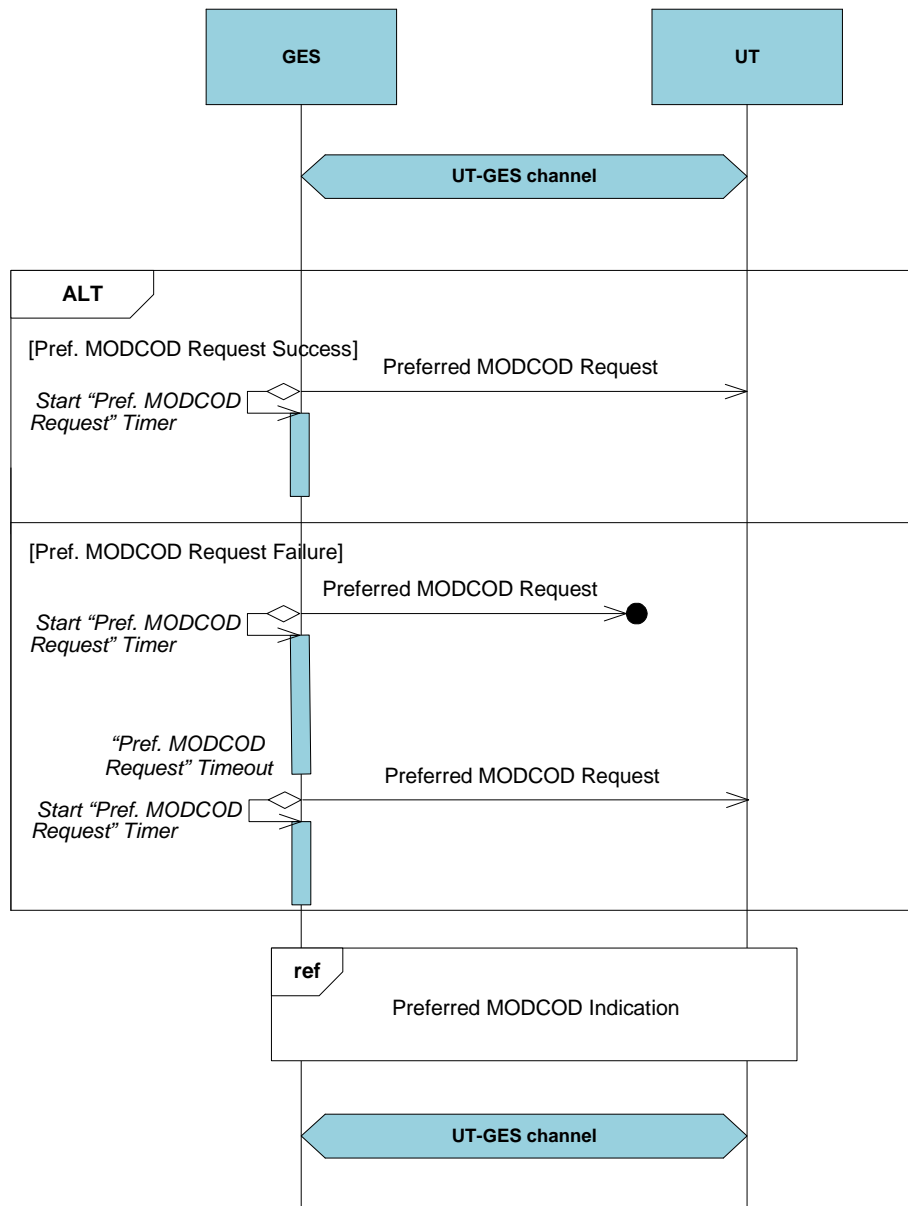 GES
UT
UT-GES channel
ALT
[Pref. MODCOD Request Success]
Preferred MODCOD Request
Start “Pref. MODCOD
Request” Timer
[Pref. MODCOD Request Failure]
Preferred MODCOD Request
Start “Pref. MODCOD
Request” Timer
“Pref. MODCOD
Request” Timeout
Preferred MODCOD Request
Start “Pref. MODCOD
Request” Timer
ref
Preferred MODCOD Indication
UT-GES channel